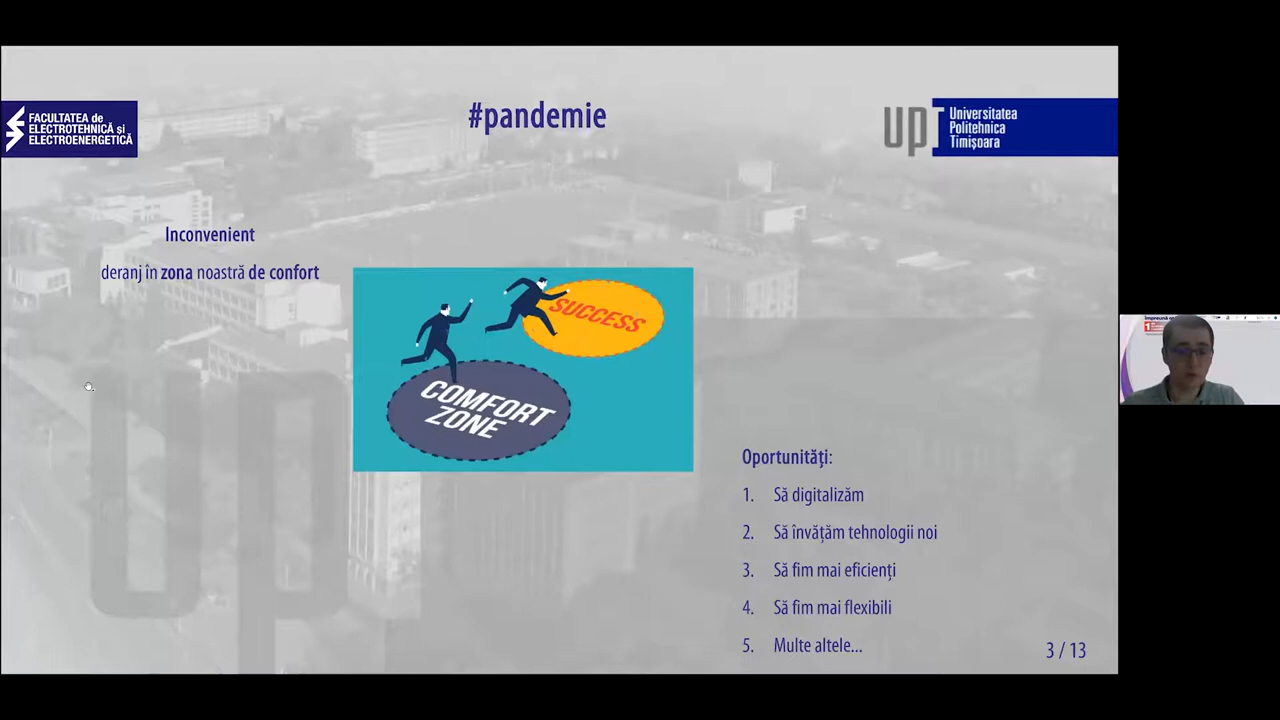 #pandemie
FACULTATEA de
ELECTROTEHNICĂ și
ELECTROENERGETICĂ
UPT
Universitatea
Politehnica
Timișoara
Inconvenient
deranj în zona noastră de confort
SUCCESS
COMFORT
ZONE
Oportunități:
1. Să digitalizăm
2. Să învățăm tehnologii noi
3. Să fim mai eficienți
4. Să fim mai flexibili
5. Multe altele...
3 / 13